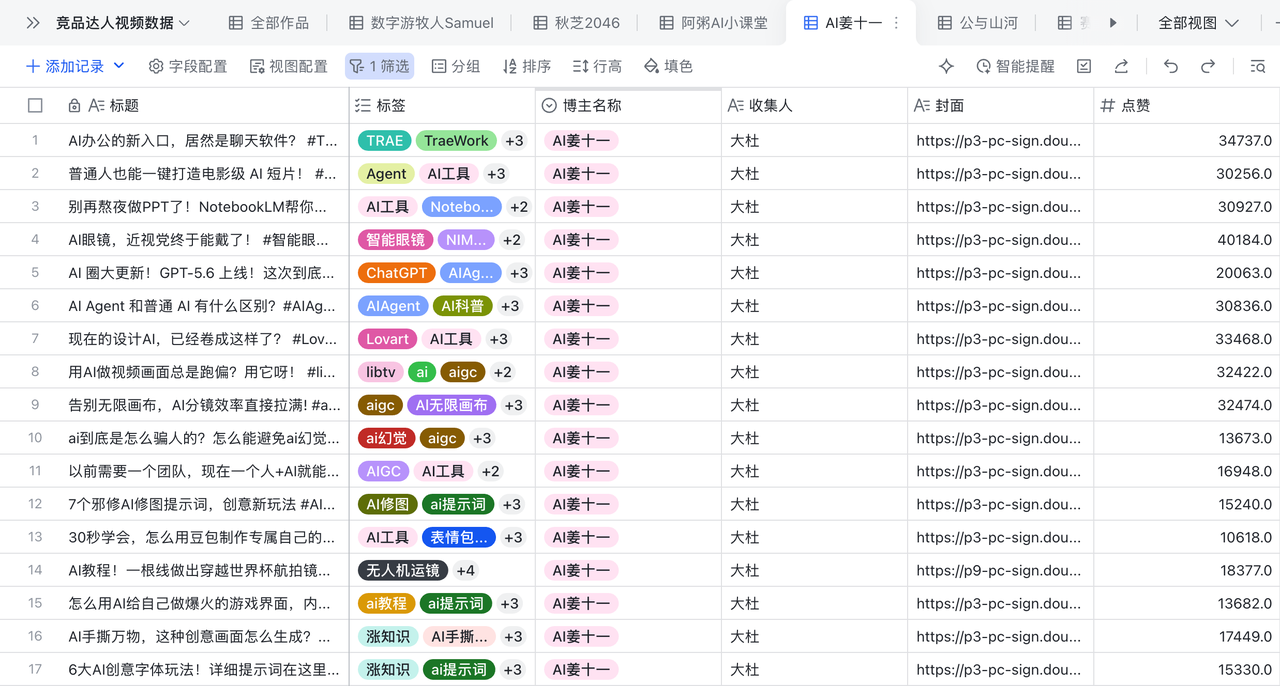 竞品达人视频数据 全部作品 数字游牧人Samuel 秋芝2046 阿粥AI小课堂 AI姜十一 公与山河 全部视图
添加记录 字段配置 视图配置 1 筛选 分组 排序 行高 填色 智能提醒
标题 标签 博主名称 收集人 封面 点赞
1 AI办公的新入口，居然是聊天软件？ #T... TRAE TraeWork +3 AI姜十一 大杜 https://p3-pc-sign.dou... 34737.0
2 普通人也能一键打造电影级 AI 短片！ #... Agent AI工具 +3 AI姜十一 大杜 https://p3-pc-sign.dou... 30256.0
3 别再熬夜做PPT了！NotebookLM帮你... AI工具 Notebo... +2 AI姜十一 大杜 https://p3-pc-sign.dou... 30927.0
4 AI眼镜，近视党终于能戴了！ #智能眼... 智能眼镜 NIM... +2 AI姜十一 大杜 https://p3-pc-sign.dou... 40184.0
5 AI 圈大更新！GPT-5.6 上线！这次到底... ChatGPT AIAg... +3 AI姜十一 大杜 https://p3-pc-sign.dou... 20063.0
6 AI Agent 和普通 AI 有什么区别？#AIAg... AIAgent AI科普 +3 AI姜十一 大杜 https://p3-pc-sign.dou... 30836.0
7 现在的设计AI，已经卷成这样了？ #Lov... Lovart AI工具 +3 AI姜十一 大杜 https://p3-pc-sign.dou... 33468.0
8 用AI做视频画面总是跑偏？用它呀！ #li... libtv ai aigc +2 AI姜十一 大杜 https://p3-pc-sign.dou... 32422.0
9 告别无限画布，AI分镜效率直接拉满! #a... aigc AI无限画布 +3 AI姜十一 大杜 https://p3-pc-sign.dou... 32474.0
10 ai到底是怎么骗人的？怎么能避免ai幻觉... ai幻觉 aigc +3 AI姜十一 大杜 https://p3-pc-sign.dou... 13673.0
11 以前需要一个团队，现在一个人+AI就能... AIGC AI工具 +2 AI姜十一 大杜 https://p3-pc-sign.dou... 16948.0
12 7个邪修AI修图提示词，创意新玩法 #AI... AI修图 ai提示词 +3 AI姜十一 大杜 https://p3-pc-sign.dou... 15240.0
13 30秒学会，怎么用豆包制作专属自己的... AI工具 表情包... +3 AI姜十一 大杜 https://p3-pc-sign.dou... 10618.0
14 AI教程！一根线做出穿越世界杯航拍镜... 无人机运镜 +4 AI姜十一 大杜 https://p9-pc-sign.dou... 18377.0
15 怎么用AI给自己做爆火的游戏界面，内... ai教程 ai提示词 +3 AI姜十一 大杜 https://p3-pc-sign.dou... 13682.0
16 AI手撕万物，这种创意画面怎么生成？... 涨知识 AI手撕... +3 AI姜十一 大杜 https://p3-pc-sign.dou... 17449.0
17 6大AI创意字体玩法！详细提示词在这里... 涨知识 ai提示词 +3 AI姜十一 大杜 https://p3-pc-sign.dou... 15330.0